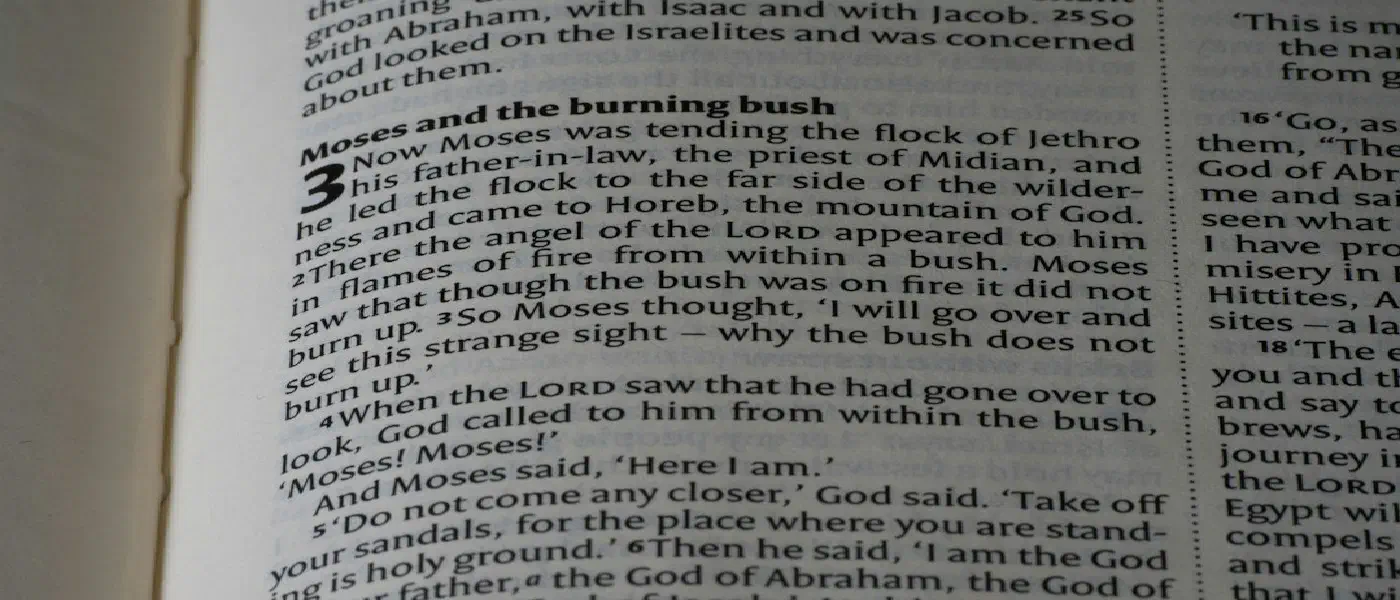 groaning
with Abraham, with Isaac and with Jacob. 25So
God looked on the Israelites and was concerned
about them.
Moses and the burning bush
3 Now Moses was tending the flock of Jethro
his father-in-law, the priest of Midian, and
he led the flock to the far side of the wilder-
ness and came to Horeb, the mountain of God.
2There the angel of the LORD appeared to him
in flames of fire from within a bush. Moses
saw that though the bush was on fire it did not
burn up. 3So Moses thought, ‘I will go over and
see this strange sight – why the bush does not
burn up.’
4When the LORD saw that he had gone over to
look, God called to him from within the bush,
‘Moses! Moses!’
And Moses said, ‘Here I am.’
5‘Do not come any closer,’ God said. ‘Take off
your sandals, for the place where you are stand-
ing is holy ground.’ 6Then he said, ‘I am the God
father,a the God of Abraham, the God of
‘This is m
the na
from g
16‘Go, as
them, “The
God of Abr
me and sai
seen what
I have pro
misery in
Hittites, A
sites – a la
18‘The e
you and th
and say to
brews, ha
journey in
the LORD
Egypt wil
compels
and strik
that I wi